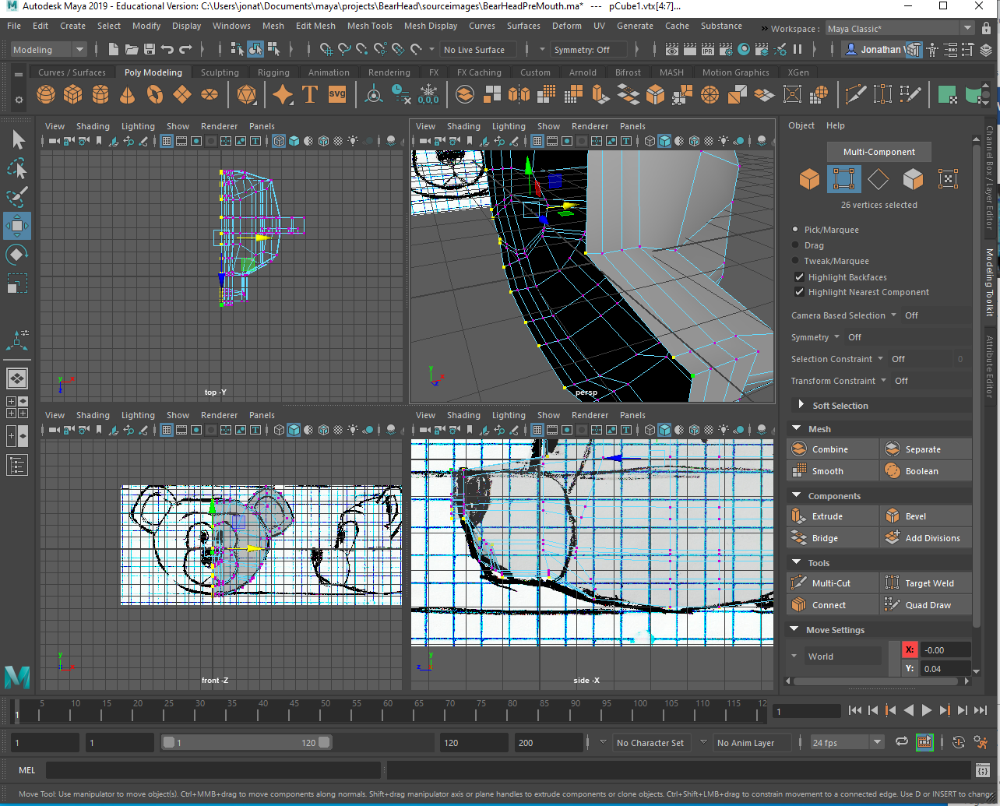 Autodesk Maya 2019 - Educational Version: C:\Users\jonat\Documents\maya\projects\BearHead\sourceimages\BearHeadPreMouth.ma* --- pCube1.vtx[4:7]...
File Edit Create Select Modify Display Windows Mesh Edit Mesh Mesh Tools Mesh Display Curves Surfaces Deform UV Generate Cache Substance
» Workspace : Maya Classic*
Modeling No Live Surface Symmetry: Off Jonathan
Curves / Surfaces Poly Modeling Sculpting Rigging Animation Rendering FX FX Caching Custom Arnold Bifrost MASH Motion Graphics XGen
T svg 0,0,0
View Shading Lighting Show Renderer Panels
View Shading Lighting Show Renderer Panels
top -Y
persp
View Shading Lighting Show Renderer Panels
View Shading Lighting Show Renderer Panels
front -Z
side -X
Object Help
Multi-Component
26 vertices selected
Pick/Marquee
Drag
Tweak/Marquee
Highlight Backfaces
Highlight Nearest Component
Camera Based Selection Off
Symmetry Off
Selection Constraint Off 0
Transform Constraint Off
Soft Selection
Mesh
Combine Separate
Smooth Boolean
Components
Extrude Bevel
Bridge Add Divisions
Tools
Multi-Cut Target Weld
Connect Quad Draw
Move Settings
World X: -0.00
Y: 0.04
Channel Box / Layer Editor
Modeling Toolkit
Attribute Editor
5 10 15 20 25 30 35 40 45 50 55 60 65 70 75 80 85 90 95 100 105 110 115 12
1 1
1 1 1 120 120 200 No Character Set No Anim Layer 24 fps
MEL
Move Tool: Use manipulator to move object(s). Ctrl+MMB+drag to move components along normals. Shift+drag manipulator axis or plane handles to extrude components or clone objects. Ctrl+Shift+LMB+drag to constrain movement to a connected edge. Use D or INSERT to change